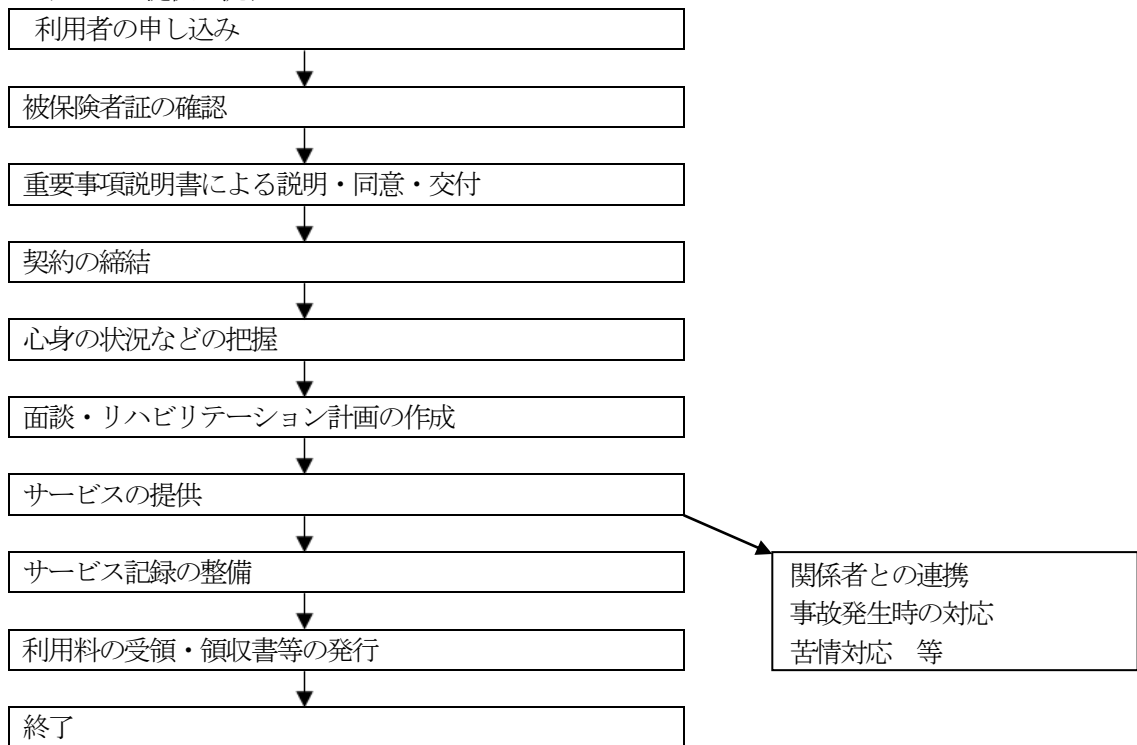 利用者の申し込み
被保険者証の確認
重要事項説明書による説明・同意・交付
契約の締結
心身の状況などの把握
面談・リハビリテーション計画の作成
サービスの提供
サービス記録の整備
関係者との連携
事故発生時の対応
苦情対応　等
利用料の受領・領収書等の発行
終了